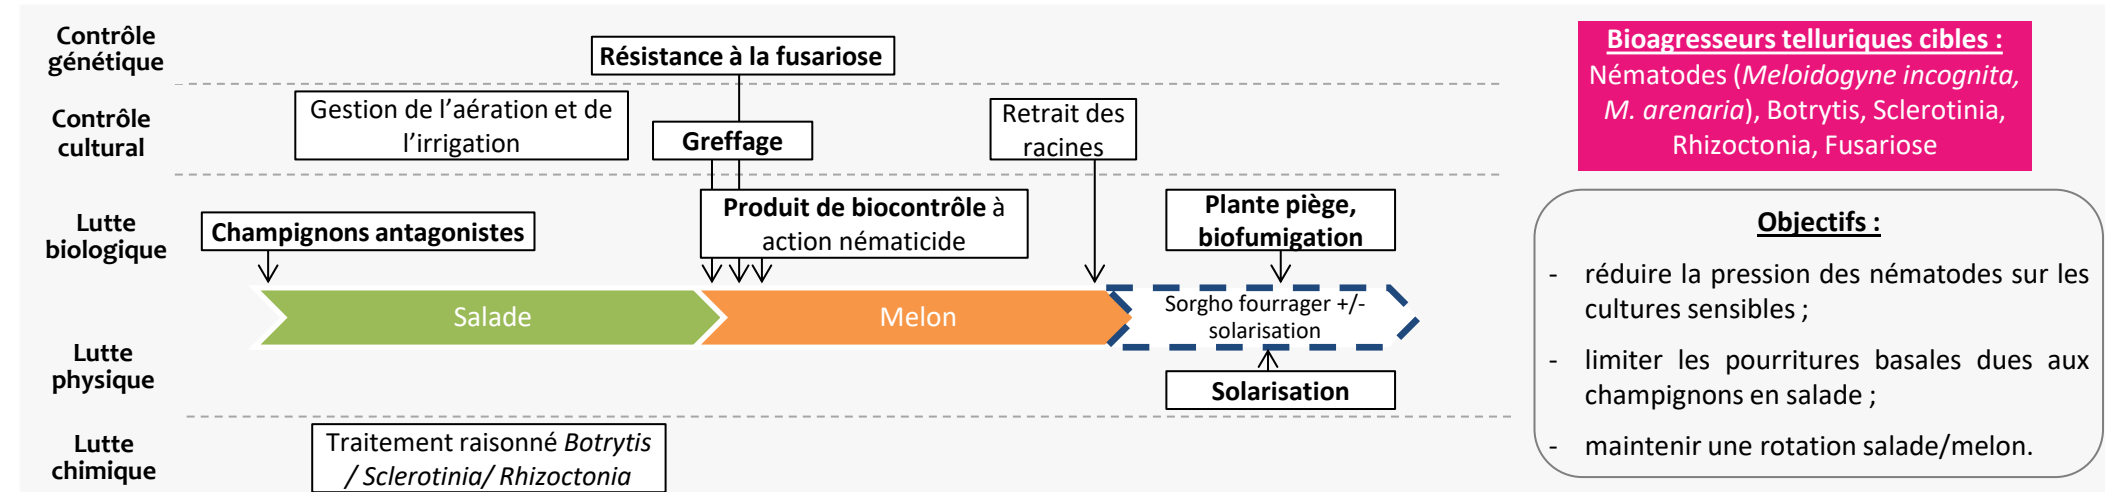 Contrôle
génétique
Résistance à la fusariose
Contrôle
cultural
Gestion de l’aération et de
l’irrigation
Greffage
Retrait des
racines
Lutte
biologique
Champignons antagonistes
Produit de biocontrôle à
action nématicide
Plante piège,
biofumigation
Salade
Melon
Sorgho fourrager +/-
solarisation
Lutte
physique
Solarisation
Lutte
chimique
Traitement raisonné Botrytis
/ Sclerotinia/ Rhizoctonia
Bioagresseurs telluriques cibles :
Nématodes (Meloidogyne incognita,
M. arenaria), Botrytis, Sclerotinia,
Rhizoctonia, Fusariose
Objectifs :
- réduire la pression des nématodes sur les
cultures sensibles ;
- limiter les pourritures basales dues aux
champignons en salade ;
- maintenir une rotation salade/melon.